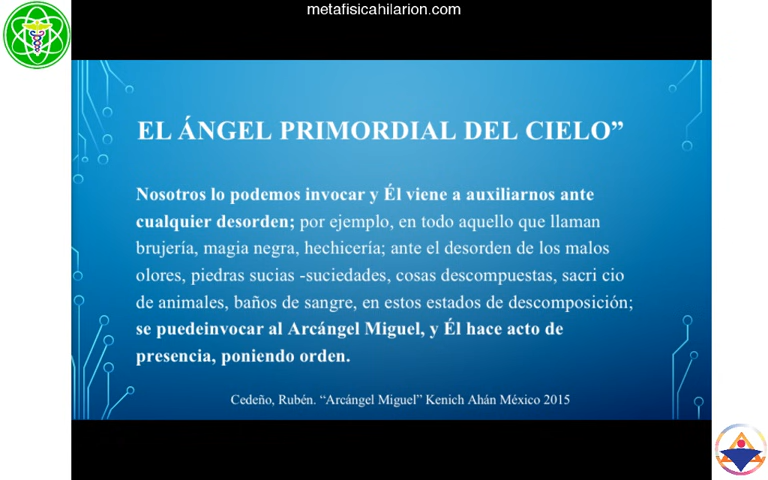 metafisicahilarion.com
EL ÁNGEL PRIMORDIAL DEL CIELO”
Nosotros lo podemos invocar y Él viene a auxiliarnos ante
cualquier desorden; por ejemplo, en todo aquello que llaman
brujería, magia negra, hechicería; ante el desorden de los malos
olores, piedras sucias -suciedades, cosas descompuestas, sacri cio
de animales, baños de sangre, en estos estados de descomposición;
se puedeinvocar al Arcángel Miguel, y Él hace acto de
presencia, poniendo orden.
Cedeño, Rubén. “Arcángel Miguel” Kenich Ahán México 2015